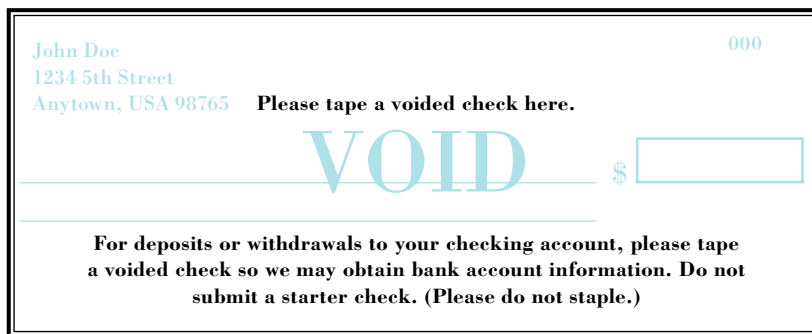 John Doe
000
1234 5th Street
Anytown, USA 98765
Please tape a voided check here.
VOID
$
For deposits or withdrawals to your checking account, please tape
a voided check so we may obtain bank account information. Do not
submit a starter check. (Please do not staple.)